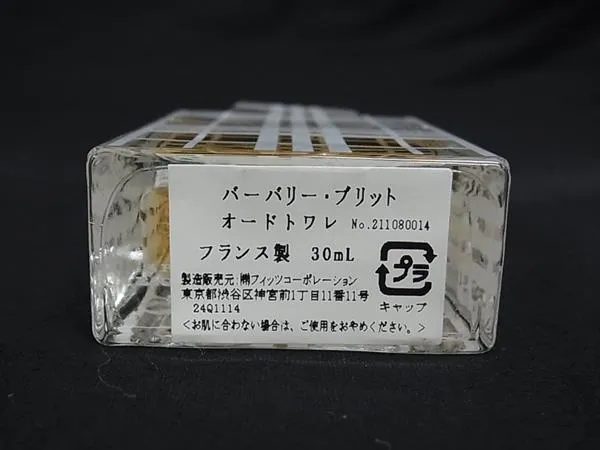 バーバリー・ブリット
オードトワレ No.211080014
フランス製 30mL
プラ
キャップ
製造販売元:㈱フィッツコーポレーション
東京都渋谷区神宮前1丁目11番11号
24Q1114
<お肌に合わない場合は、ご使用をおやめください。>